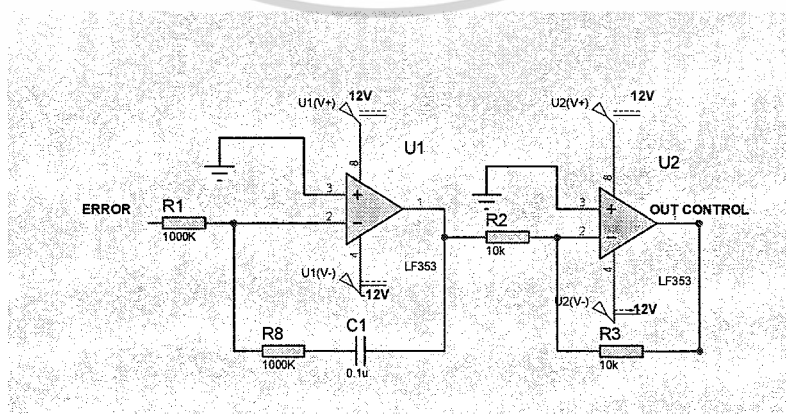 12V
12V
U1(V+)
U2(V+)
U1
U2
8
8
3
1
3
1
ERROR
R1
R2
OUT CONTROL
1000K
2
10k
2
4
4
LF353
LF353
U1(V-)
-12V
U2(V-)
-12V
R8
C1
R3
1000K
0.1u
10k